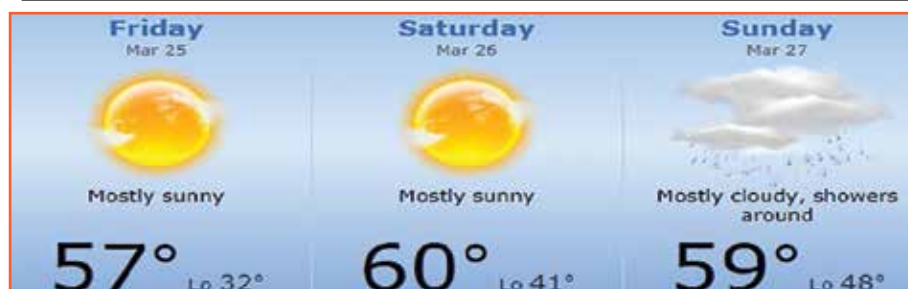 Friday
Mar 25
Mostly sunny
57° Lo 32°
Saturday
Mar 26
Mostly sunny
60° Lo 41°
Sunday
Mar 27
Mostly cloudy, showers
around
59° Lo 48°